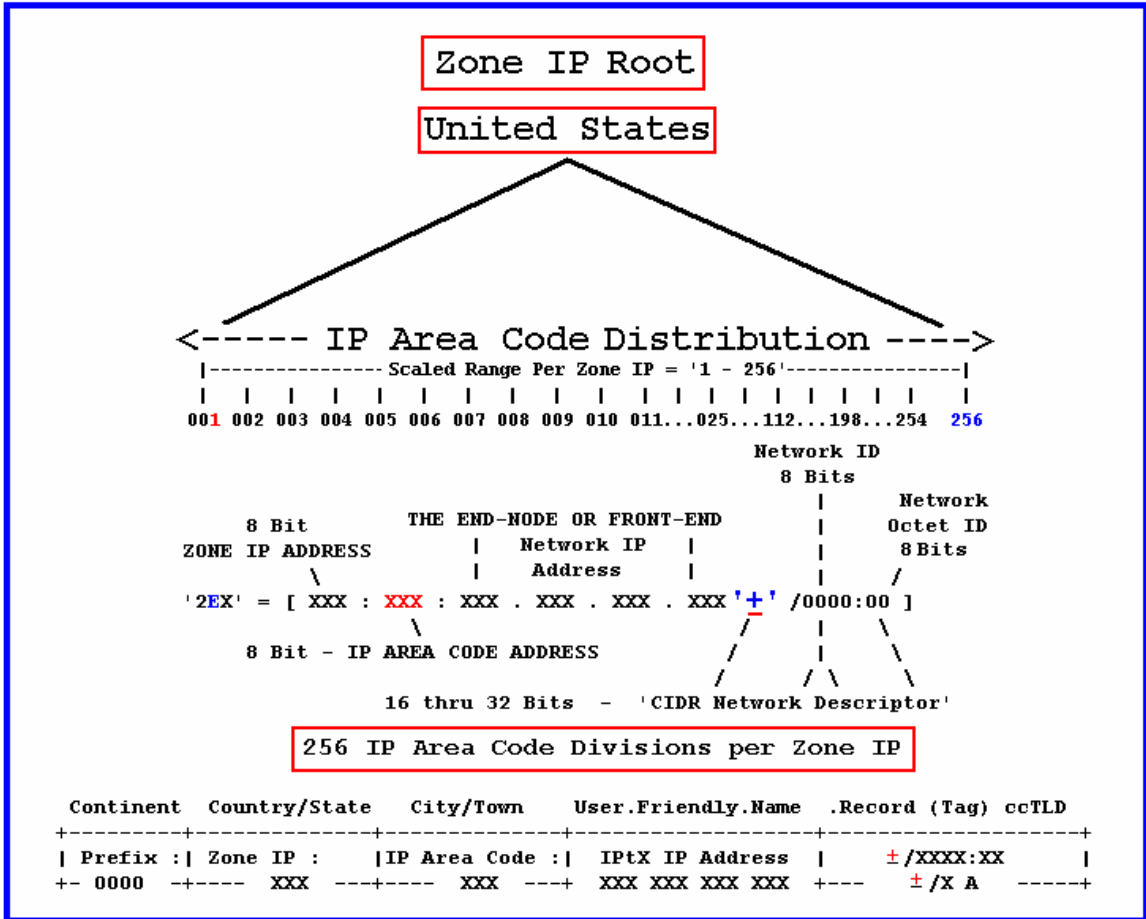 Zone IP Root
United States
<----- IP Area Code Distribution ---->
|---------------- Scaled Range Per Zone IP = '1 - 256'----------------|
001 002 003 004 005 006 007 008 009 010 011...025...112...198...254 256
Network ID
8 Bits
Network
Octet ID
8 Bits
8 Bit
ZONE IP ADDRESS
THE END-NODE OR FRONT-END
Network IP
Address
'2EX' = [ XXX : XXX : XXX . XXX . XXX . XXX '+' /0000:00 ]
8 Bit - IP AREA CODE ADDRESS
16 thru 32 Bits - 'CIDR Network Descriptor'
256 IP Area Code Divisions per Zone IP
Continent Country/State City/Town User.Friendly.Name .Record (Tag) ccTLD
+----------+----------------+----------------+---------------------+-----------------------+
| Prefix :| Zone IP : |IP Area Code :| IPtX IP Address | ±/XXXX:XX |
+- 0000 -+---- XXX ---+---- XXX ---+ XXX XXX XXX XXX +--- ±/X A -----+